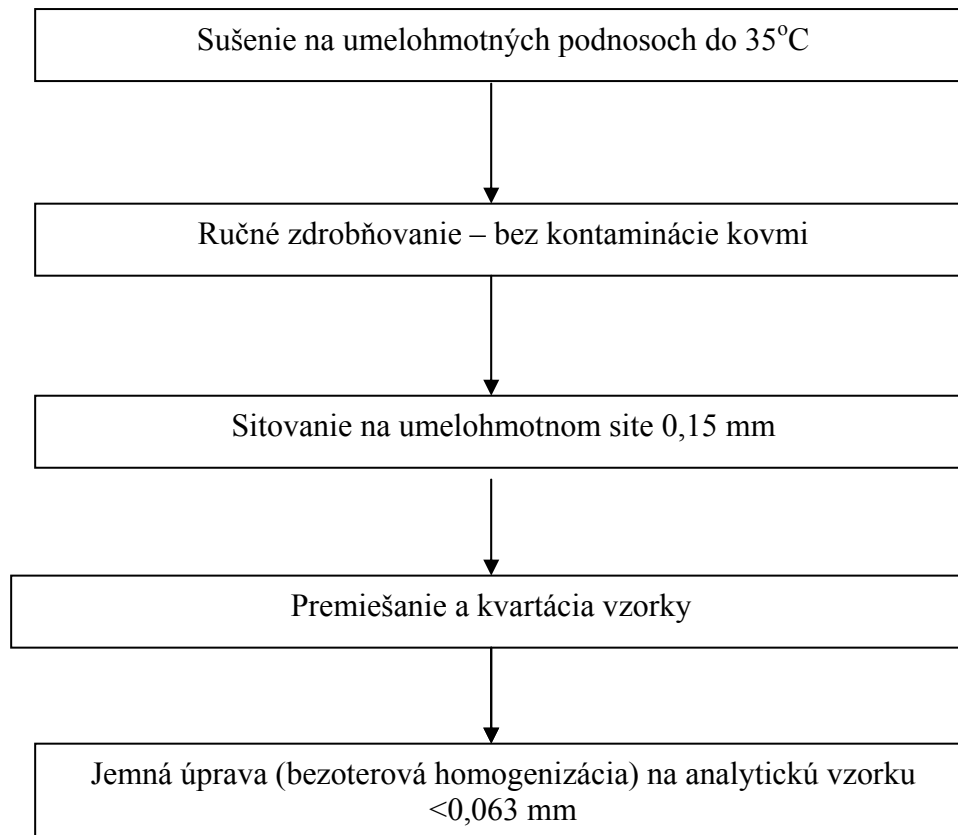 Sušenie na umelohmotných podnosoch do 35°C
Ručné zdrobňovanie – bez kontaminácie kovmi
Sitovanie na umelohmotnom site 0,15 mm
Premiešanie a kvartácia vzorky
Jemná úprava (bezoterová homogenizácia) na analytickú vzorku
<0,063 mm